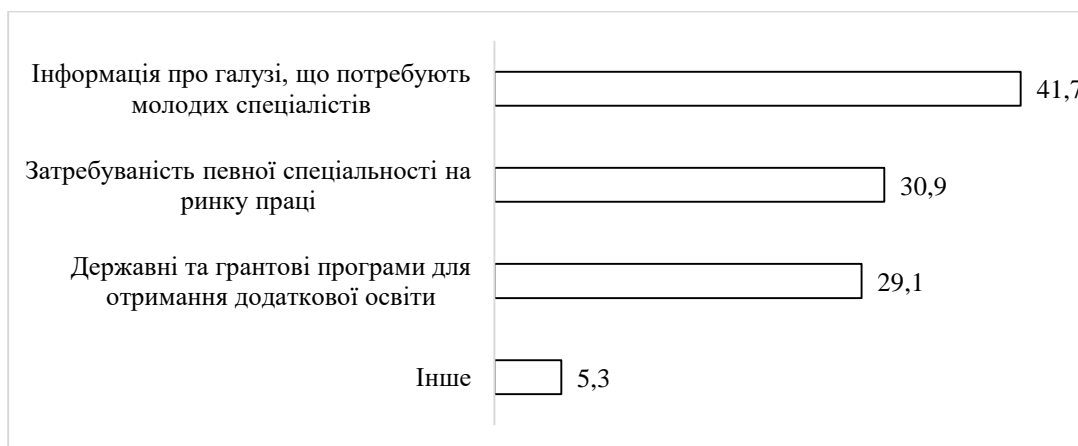 Інформація про галузі, що потребують
молодих спеціалістів
41,7
Затребуваність певної спеціальності на
ринку праці
30,9
Державні та грантові програми для
отримання додаткової освіти
29,1
Інше
5,3